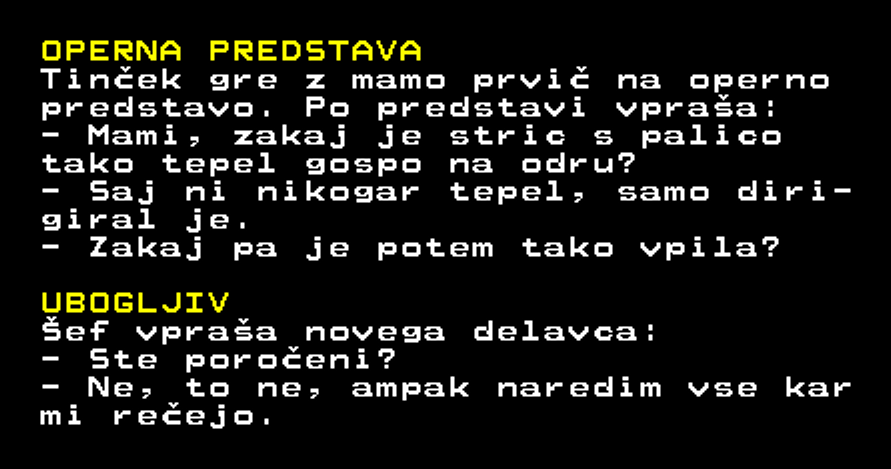 OPERNA PREDSTAVA
Tinček gre z mamo prvič na operno
predstavo. Po predstavi vpraša:
- Mami, zakaj je stric s palico
tako tepel gospo na odru?
- Saj ni nikogar tepel, samo diri-
giral je.
- Zakaj pa je potem tako vpila?
UBOGLJIV
Šef vpraša novega delavca:
- Ste poročeni?
- Ne, to ne, ampak naredim vse kar
mi rečejo.